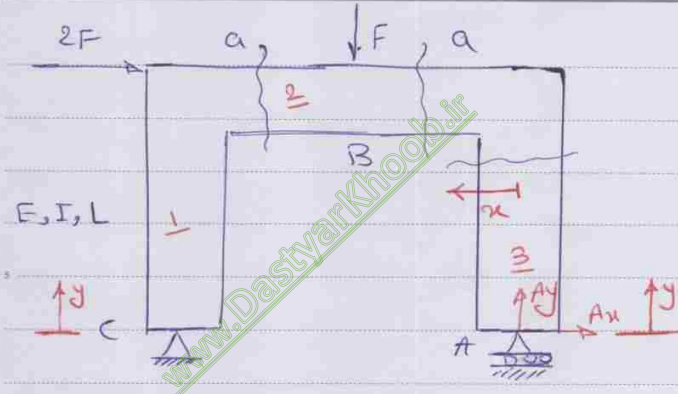 2F a F a
2
B
E, I, L 1 x
3
y y
C A Ay Ax
www.DastyarKhoob.ir